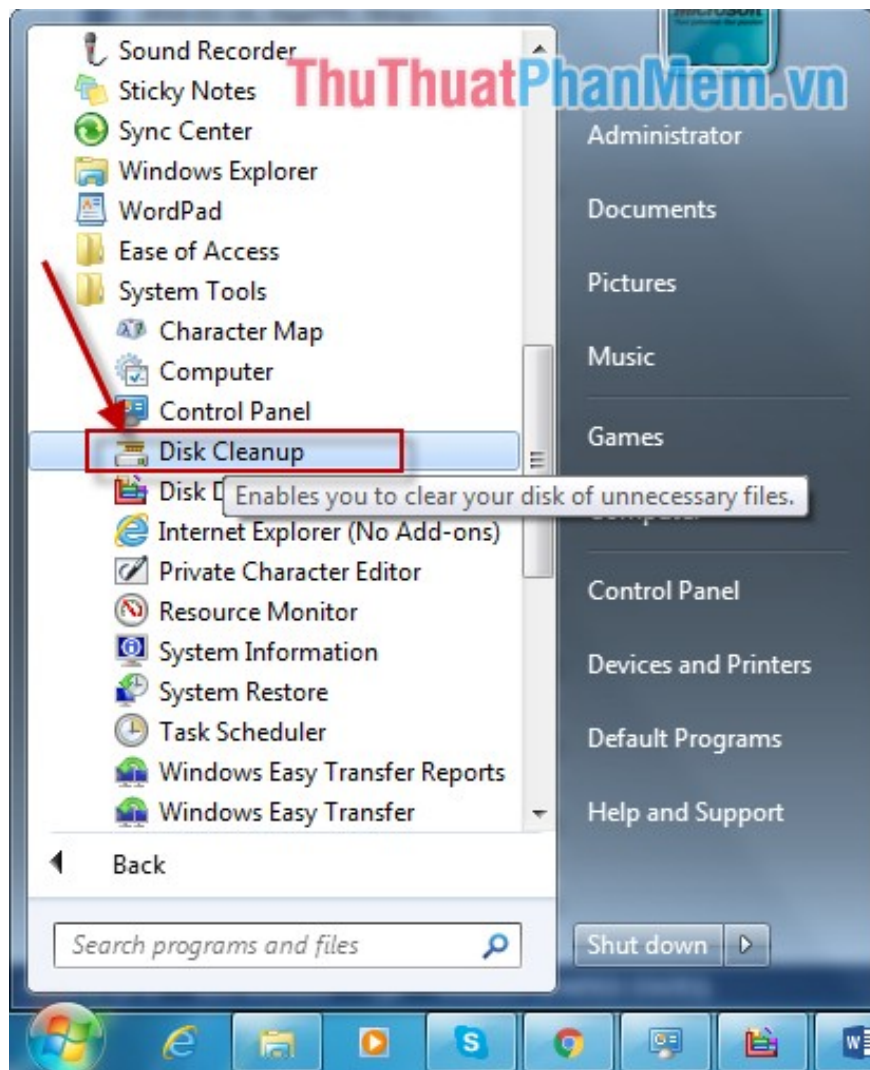 Microsoft
ThuThuatPhanMem.vn
Sound Recorder
Sticky Notes
Sync Center
Windows Explorer
WordPad
Ease of Access
System Tools
Character Map
Computer
Control Panel
Disk Cleanup
Disk D
Enables you to clear your disk of unnecessary files.
Internet Explorer (No Add-ons)
Private Character Editor
Resource Monitor
System Information
System Restore
Task Scheduler
Windows Easy Transfer Reports
Windows Easy Transfer
Back
Search programs and files
Administrator
Documents
Pictures
Music
Games
Computer
Control Panel
Devices and Printers
Default Programs
Help and Support
Shut down